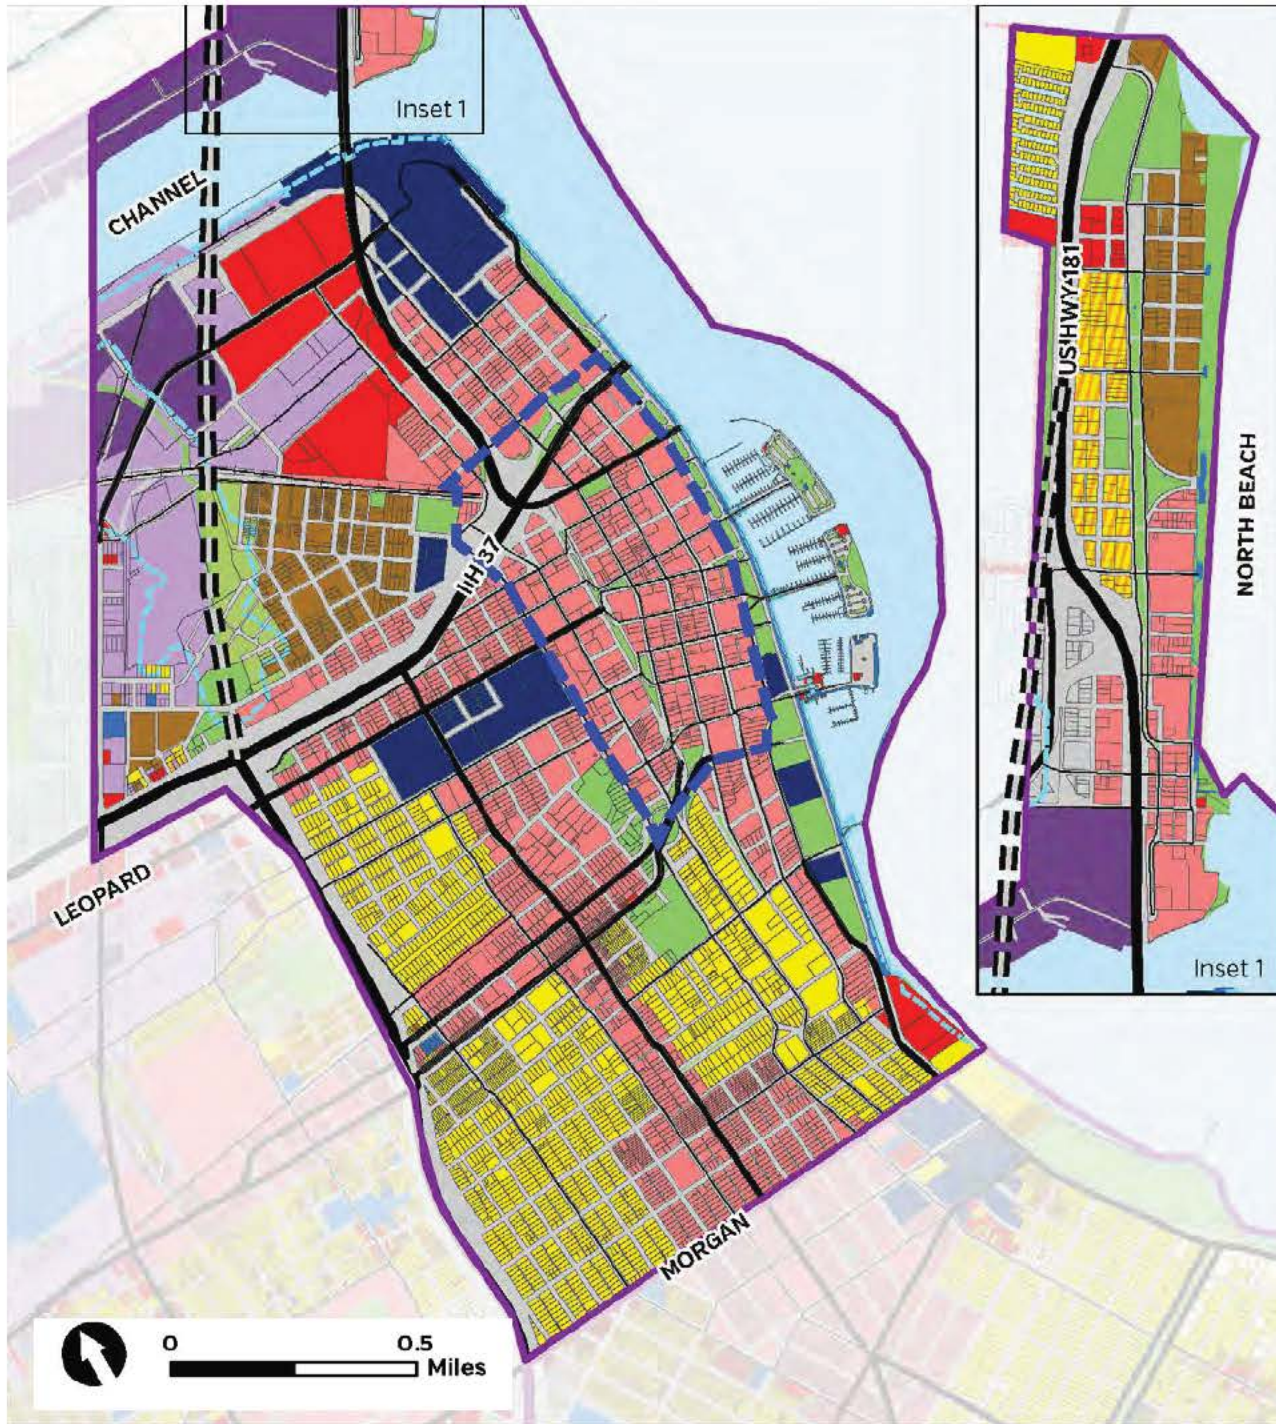 Inset 1
CHANNEL
US HWY 181
NORTH BEACH
IH 37
LEOPARD
Inset 1
MORGAN
0 0.5
Miles